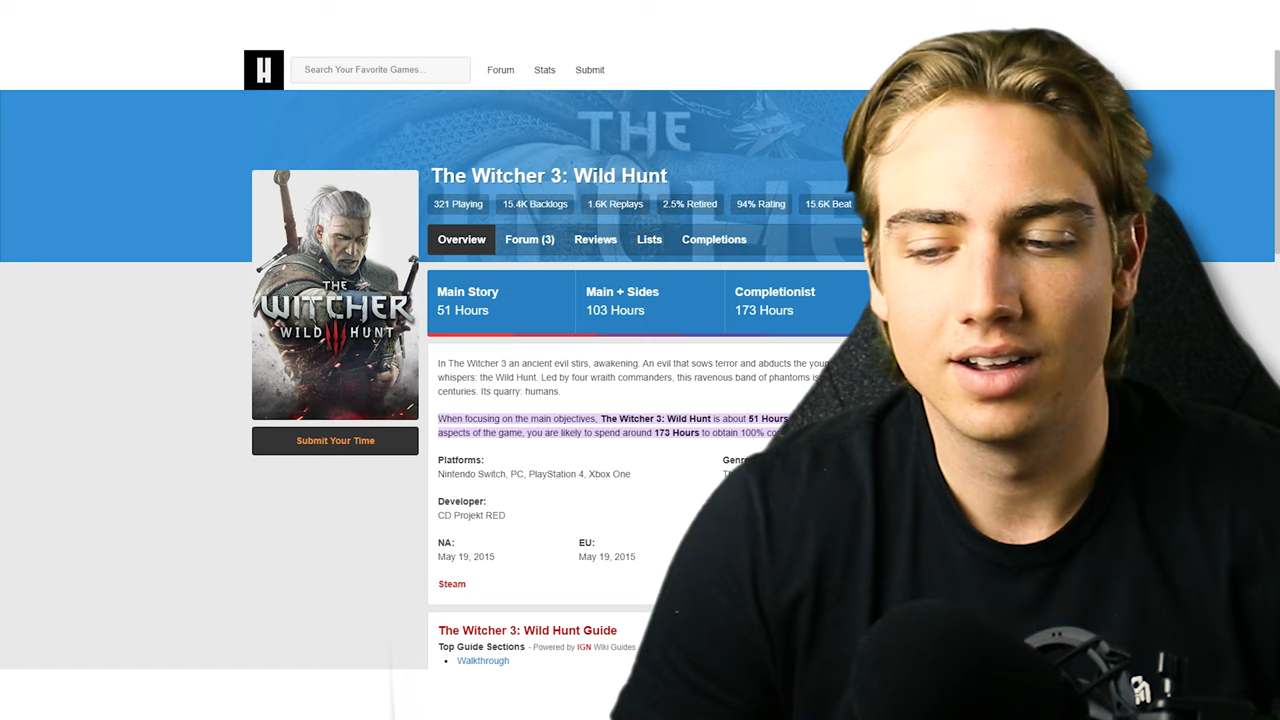 H
Search Your Favorite Games...
Forum
Stats
Submit
THE
The Witcher 3: Wild Hunt
321 Playing
15.4K Backlogs
1.6K Replays
2.5% Retired
94% Rating
15.6K Beat
Overview
Forum (3)
Reviews
Lists
Completions
THE
WITCHER
WILD HUNT
Submit Your Time
Main Story
51 Hours
Main + Sides
103 Hours
Completionist
173 Hours
In The Witcher 3 an ancient evil stirs, awakening. An evil that sows terror and abducts the
whispers: the Wild Hunt. Led by four wraith commanders, this ravenous band of phantoms
centuries. Its quarry: humans.
When focusing on the main objectives, The Witcher 3: Wild Hunt is about 51 Hours
aspects of the game, you are likely to spend around 173 Hours to obtain 100%
Platforms:
Nintendo Switch, PC, PlayStation 4, Xbox One
Developer:
CD Projekt RED
NA:
May 19, 2015
EU:
May 19, 2015
Steam
The Witcher 3: Wild Hunt Guide
Top Guide Sections - Powered by IGN Wiki Guides
Walkthrough